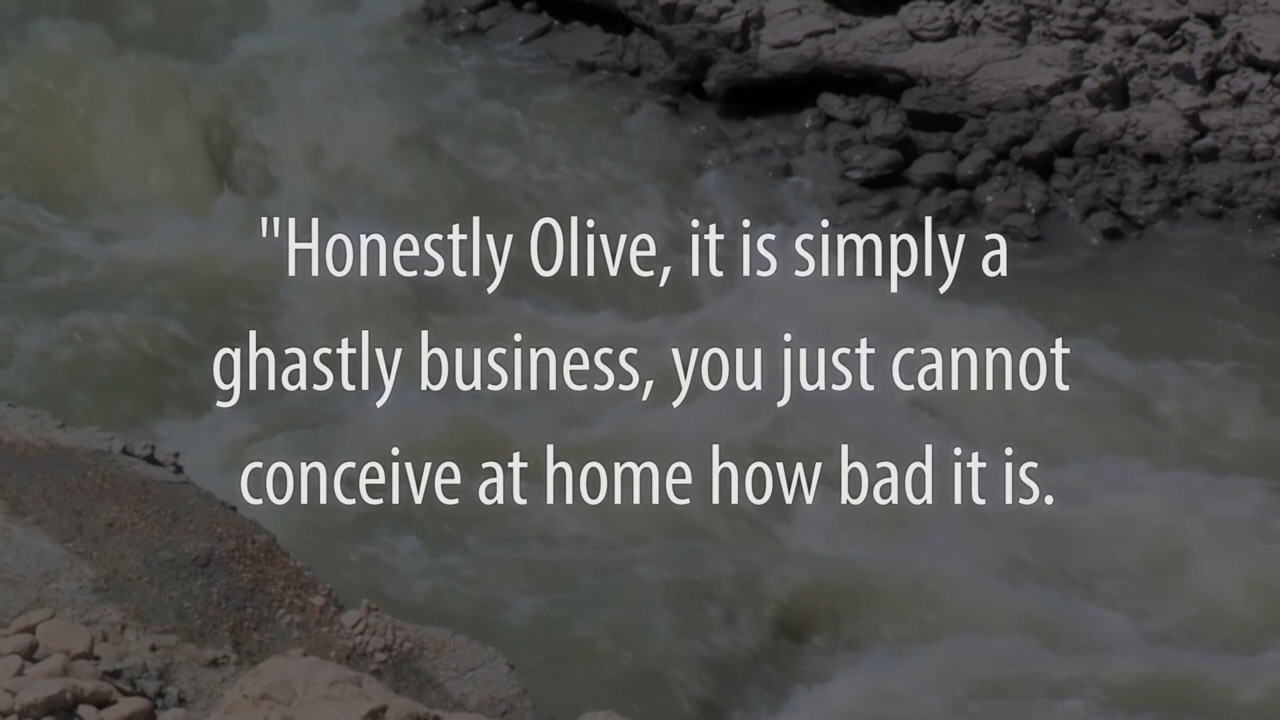 "Honestly Olive, it is simply a
ghastly business, you just cannot
conceive at home how bad it is.